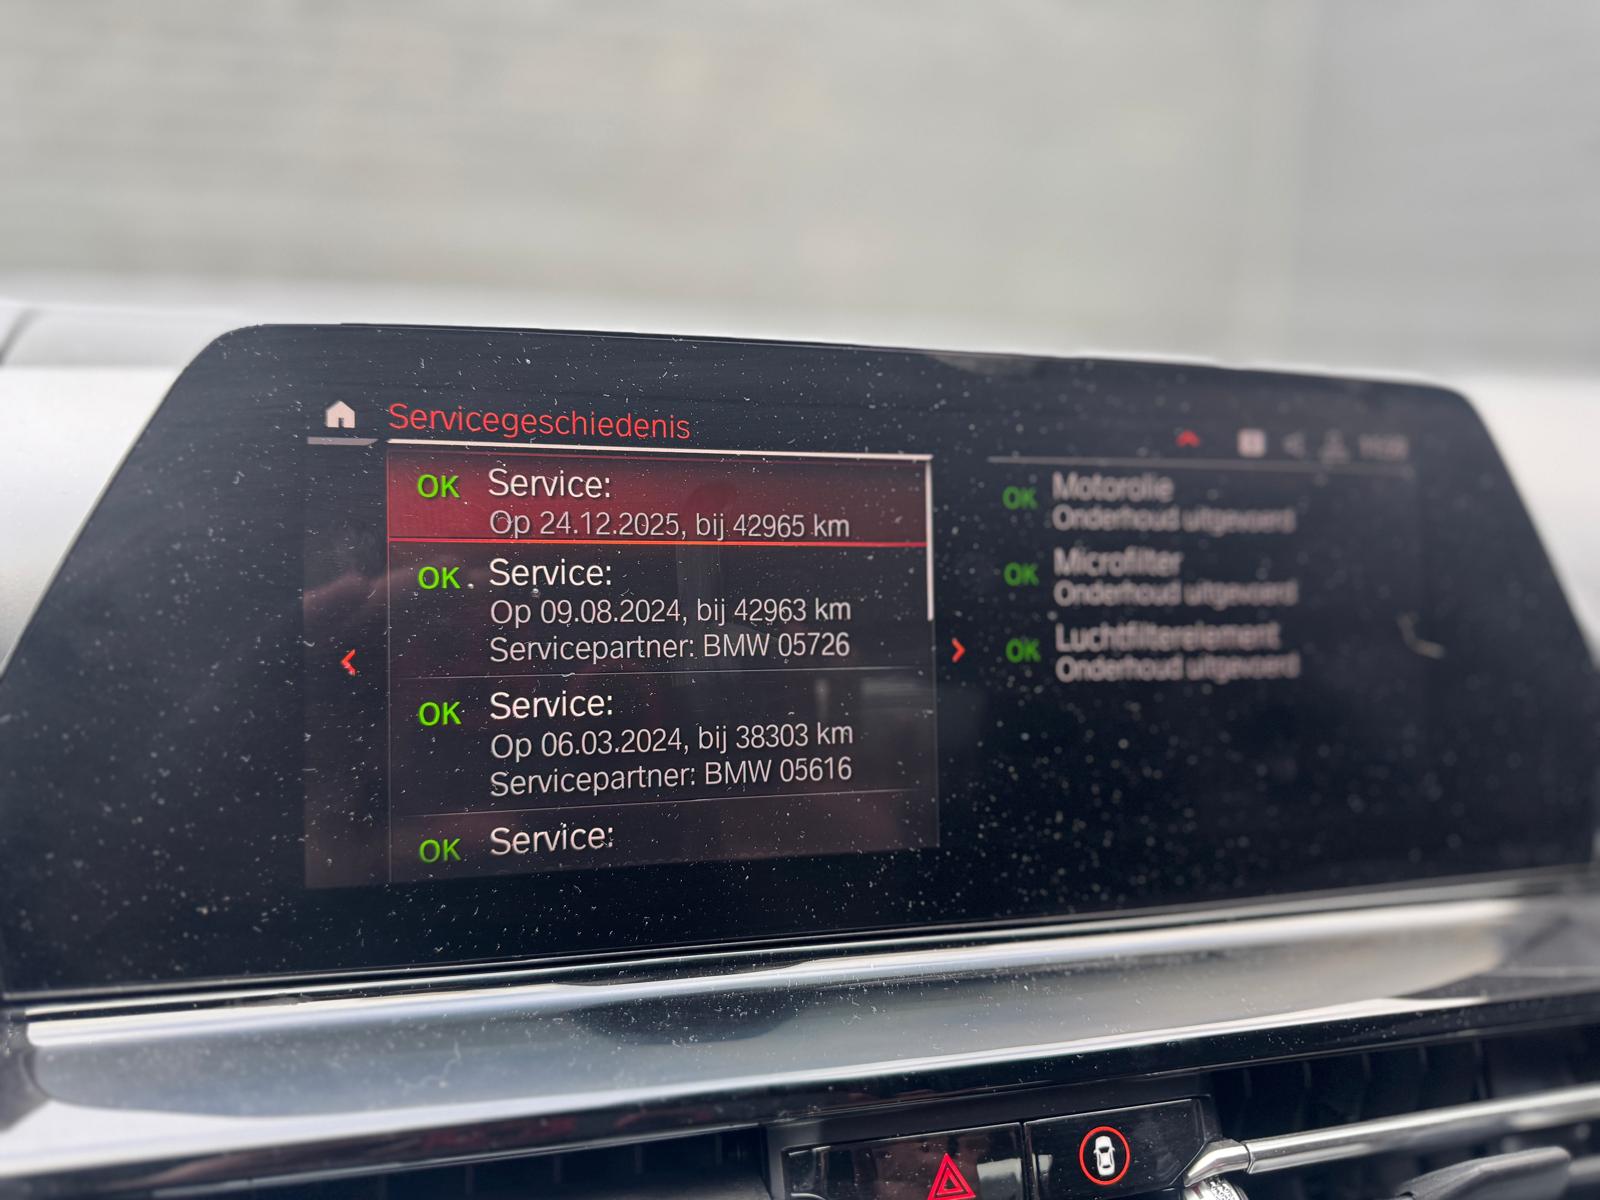 Servicegeschiedenis
OK Service:
Op 24.12.2025, bij 42965 km
OK Service:
Op 09.08.2024, bij 42963 km
Servicepartner: BMW 05726
OK Service:
Op 06.03.2024, bij 38303 km
Servicepartner: BMW 05616
OK Service:
OK Motorolie
Onderhoud uitgevoerd
OK Microfilter
Onderhoud uitgevoerd
OK Luchtfilterelement
Onderhoud uitgevoerd